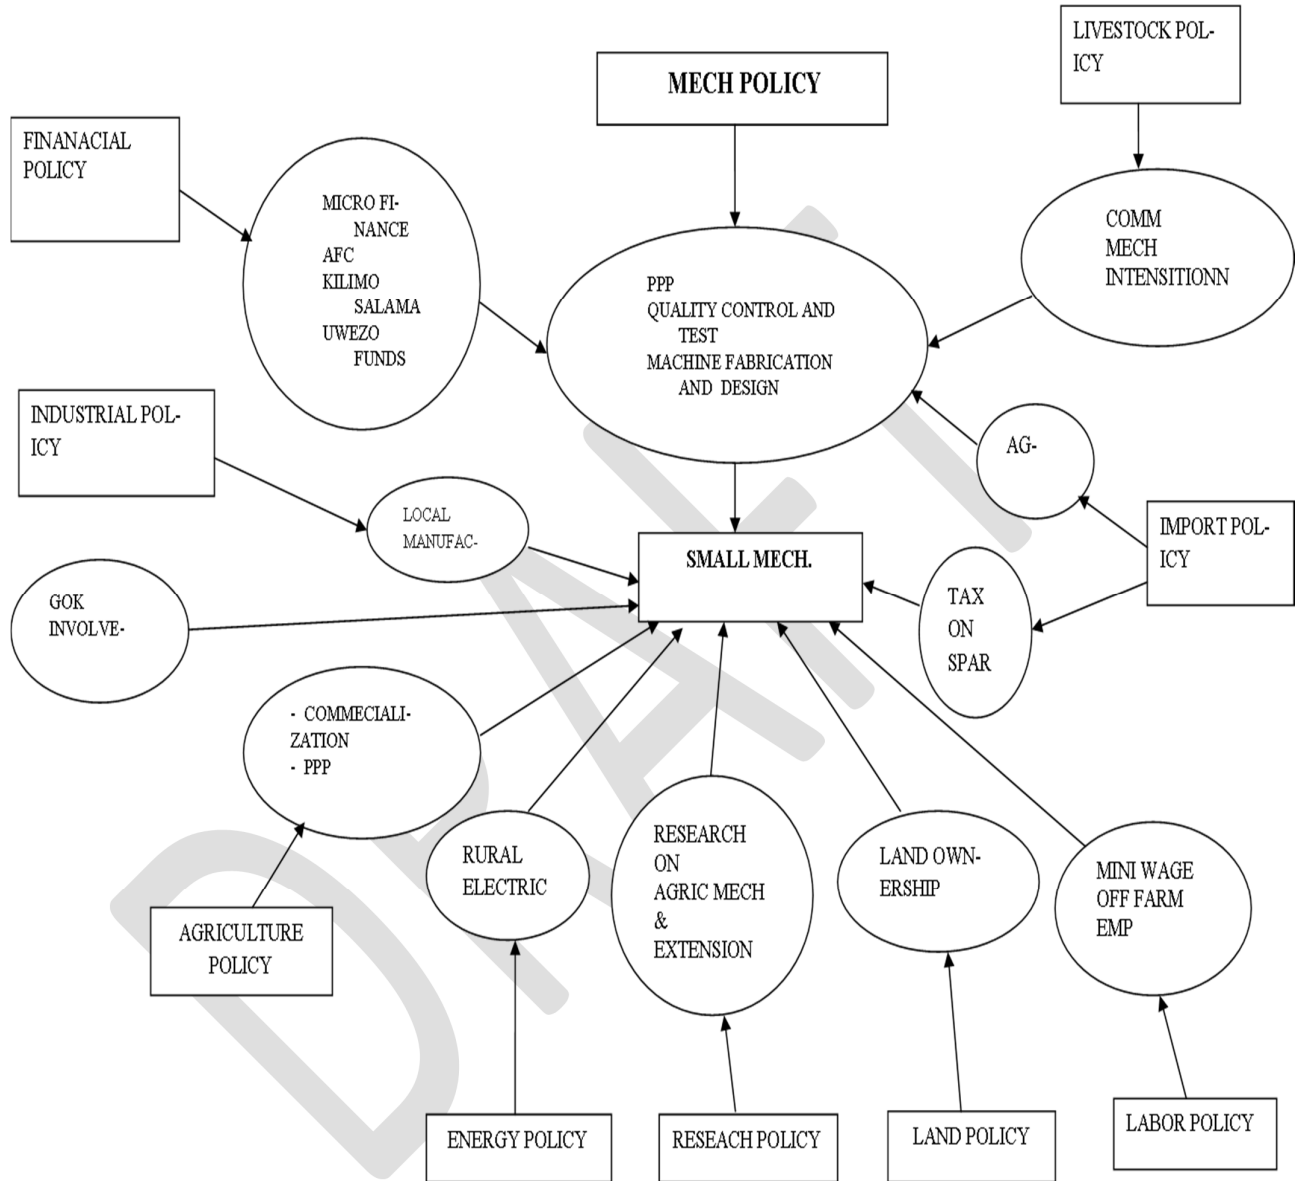 LIVESTOCK POL-
ICY
MECH POLICY
FINANACIAL
POLICY
MICRO FI-
NANCE
AFC
KILIMO
SALAMA
UWEZO
FUNDS
COMM
MECH
INTENSITIONN
PPP
QUALITY CONTROL AND
TEST
MACHINE FABRICATION
AND DESIGN
INDUSTRIAL POL-
ICY
AG-
LOCAL
MANUFAC-
IMPORT POL-
ICY
SMALL MECH.
GOK
INVOLVE-
TAX
ON
SPAR
- COMMECIALI-
ZATION
- PPP
RURAL
ELECTRIC
RESEARCH
ON
AGRIC MECH
&
EXTENSION
LAND OWN-
ERSHIP
MINI WAGE
OFF FARM
EMP
AGRICULTURE
POLICY
ENERGY POLICY
RESEACH POLICY
LAND POLICY
LABOR POLICY
DRAFT